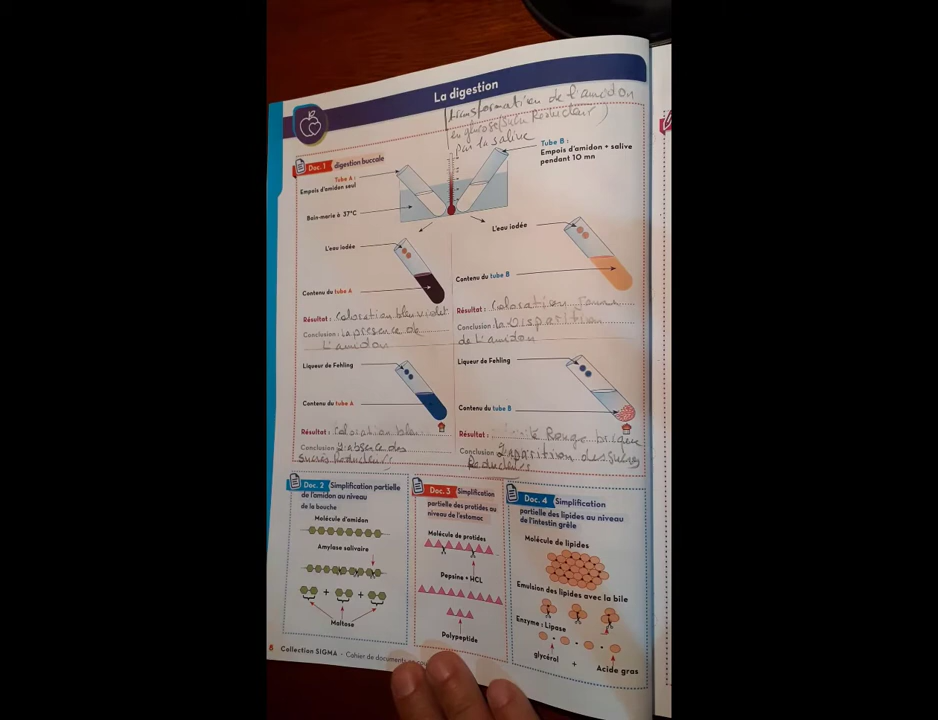 La digestion
transformation de l'amidon
en glucose (sucre Reducteur)
par la salive
Doc. 1 digestion buccale
Tube A :
Empois d'amidon seul
Tube B :
Empois d'amidon + salive
pendant 10 mn
Bain-marie à 37°C
L'eau iodée
L'eau iodée
Contenu du tube A
Contenu du tube B
Résultat : Coloration bleu violet
Conclusion : la présence de
L'amidon
Résultat : Coloration Jaune
Conclusion : la Disparition
de L'amidon
Liqueur de Fehling
Liqueur de Fehling
Contenu du tube A
Contenu du tube B
Résultat : Coloration bleu
Conclusion L'absence des
Sucres Reducteurs
Résultat : Rouge brique
Conclusion L'apparition des sucres
Reducteurs
Doc. 2 Simplification partielle
de l'amidon au niveau
de la bouche
Molécule d'amidon
Amylase salivaire
+ +
Maltose
Doc. 3 Simplification
partielle des protides au
niveau de l'estomac
Molécule de protides
Pepsine + HCL
Polypeptide
Doc. 4 Simplification
partielle des lipides au niveau
de l'intestin grêle
Molécule de lipides
Emulsion des lipides avec la bile
Enzyme : Lipase
glycérol + Acide gras
8 Collection SIGMA - Cahier de documents